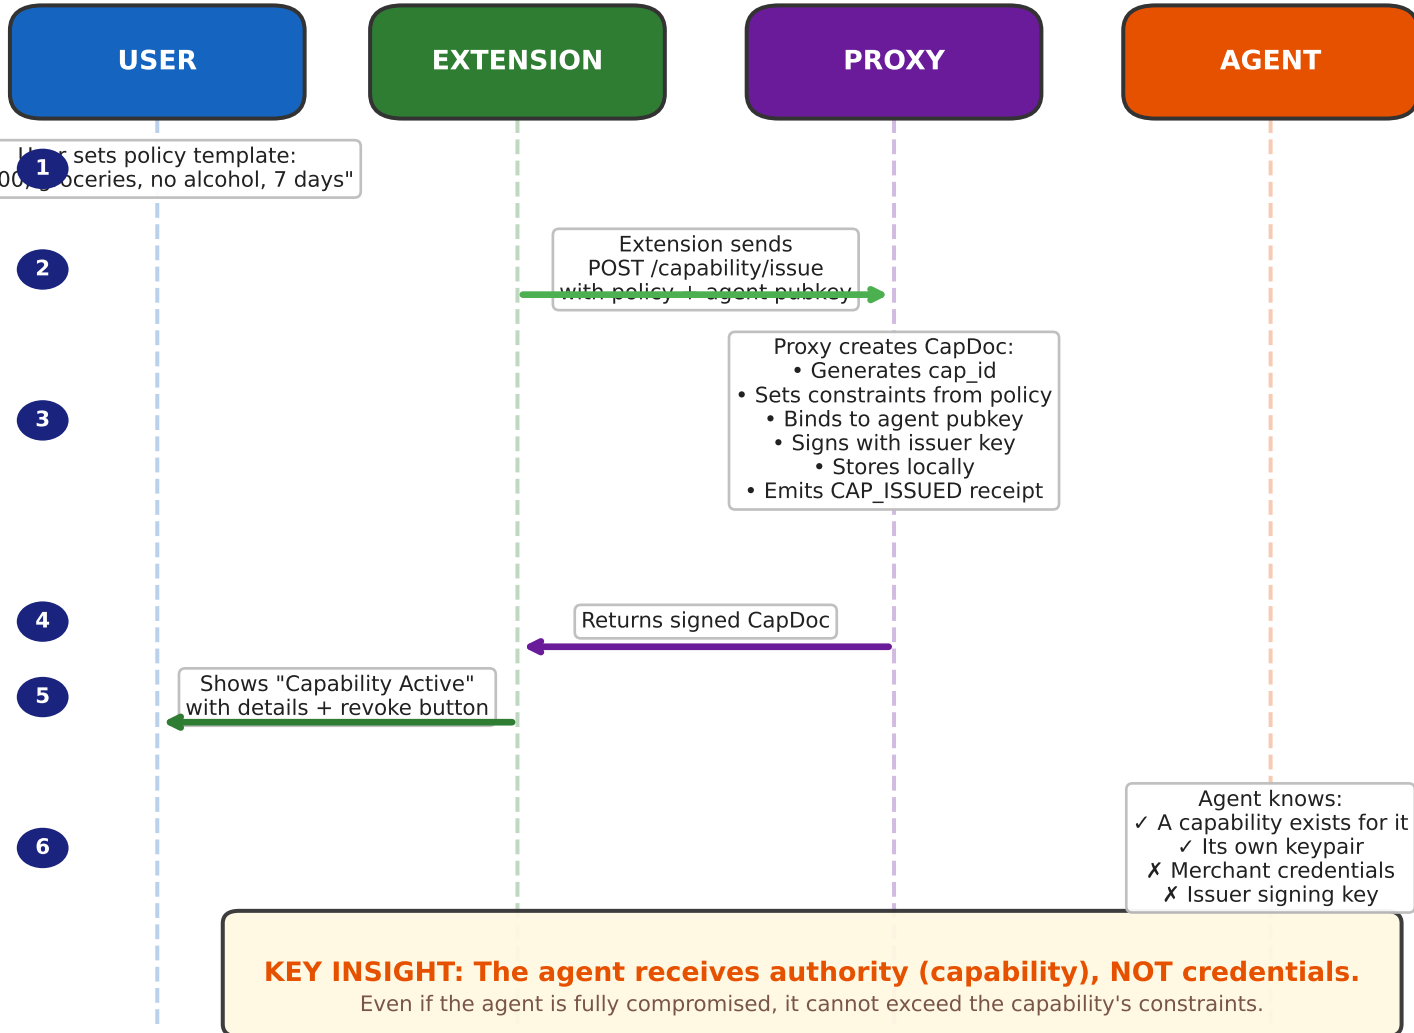 USER
EXTENSION
PROXY
AGENT
1
sets policy template:
no alcohol, 7 days"
2
Extension sends
POST /capability/issue
with policy + agent pubkey
Proxy creates CapDoc:
• Generates cap_id
• Sets constraints from policy
3
• Binds to agent pubkey
• Signs with issuer key
• Stores locally
• Emits CAP_ISSUED receipt
4
Returns signed CapDoc
5
Shows "Capability Active"
with details + revoke button
Agent knows:
✓ A capability exists for it
6
✓ Its own keypair
✗ Merchant credentials
✗ Issuer signing key
KEY INSIGHT: The agent receives authority (capability), NOT credentials.
Even if the agent is fully compromised, it cannot exceed the capability's constraints.